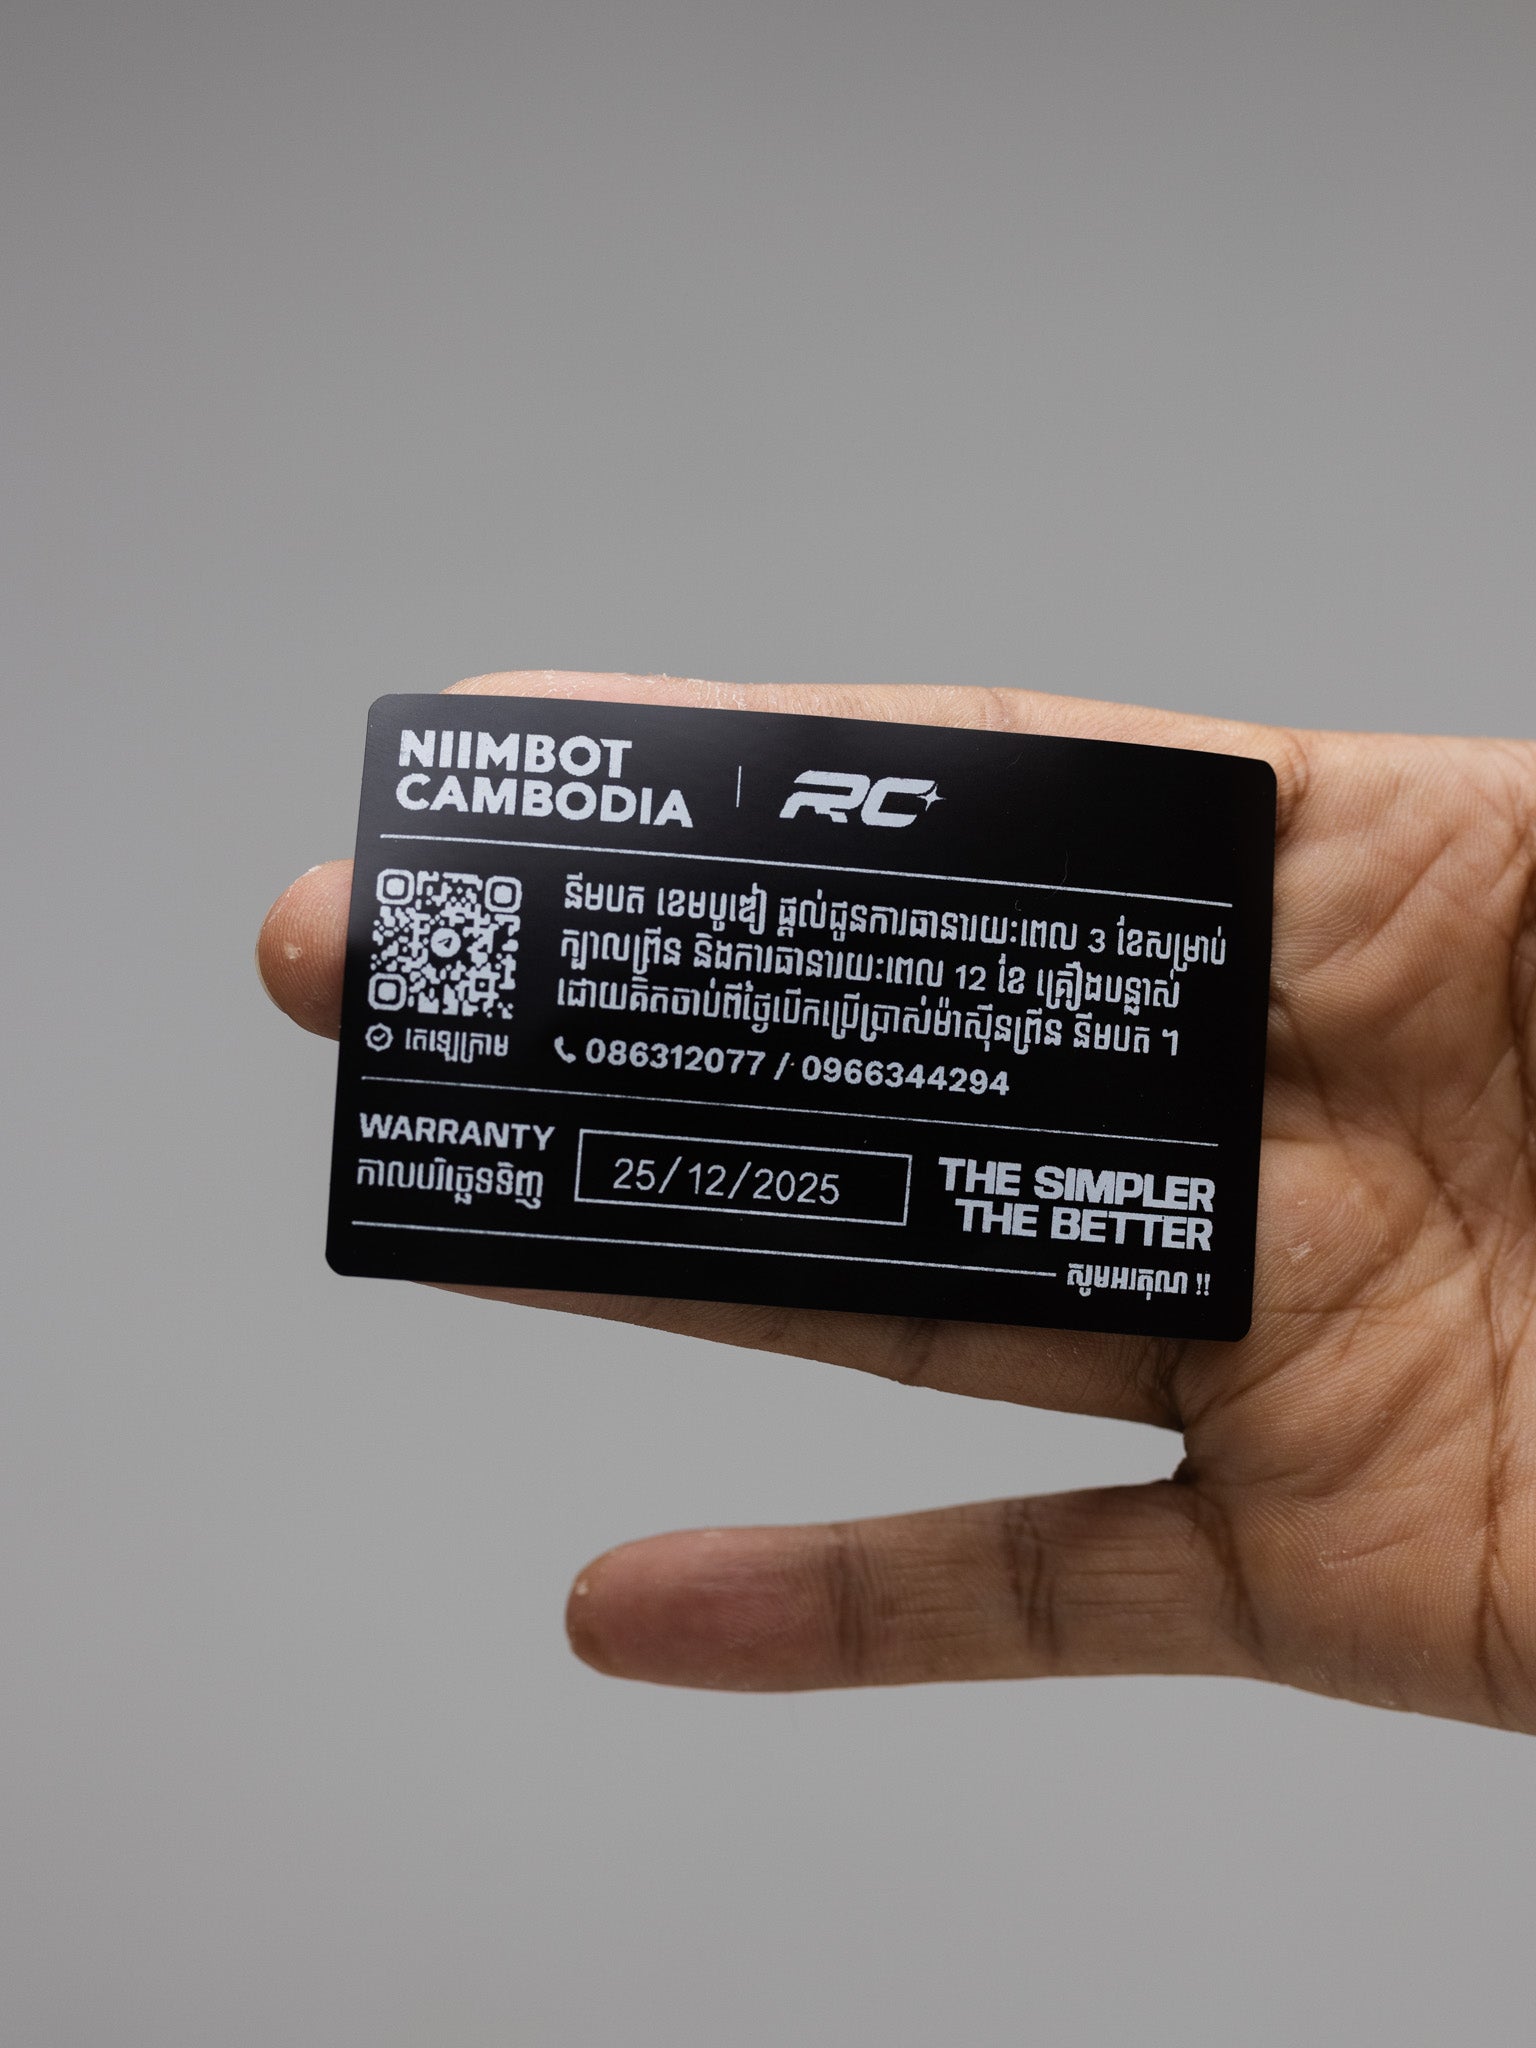 NIIMBOT
CAMBODIA
RC
នីមបត ខេមបូឌៀ ផ្តល់ជូនការធានារយៈពេល 3 ខែសម្រាប់
ក្បាលព្រីន និងការធានារយៈពេល 12 ខែ គ្រឿងបន្លាស់
ដោយគិតចាប់ពីថ្ងៃបើកប្រើប្រាស់ម៉ាស៊ីនព្រីន នីមបត ។
តេឡេក្រាម
086312077 / 0966344294
WARRANTY
កាលបរិច្ឆេទទិញ
25/12/2025
THE SIMPLER
THE BETTER
សូមអរគុណ !!